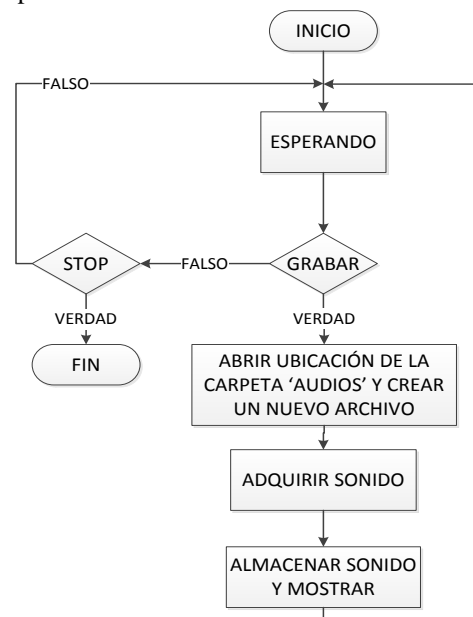 INICIO
FALSO
ESPERANDO
STOP
FALSO
GRABAR
VERDAD
VERDAD
FIN
ABRIR UBICACIÓN DE LA
CARPETA ‘AUDIOS’ Y CREAR
UN NUEVO ARCHIVO
ADQUIRIR SONIDO
ALMACENAR SONIDO
Y MOSTRAR